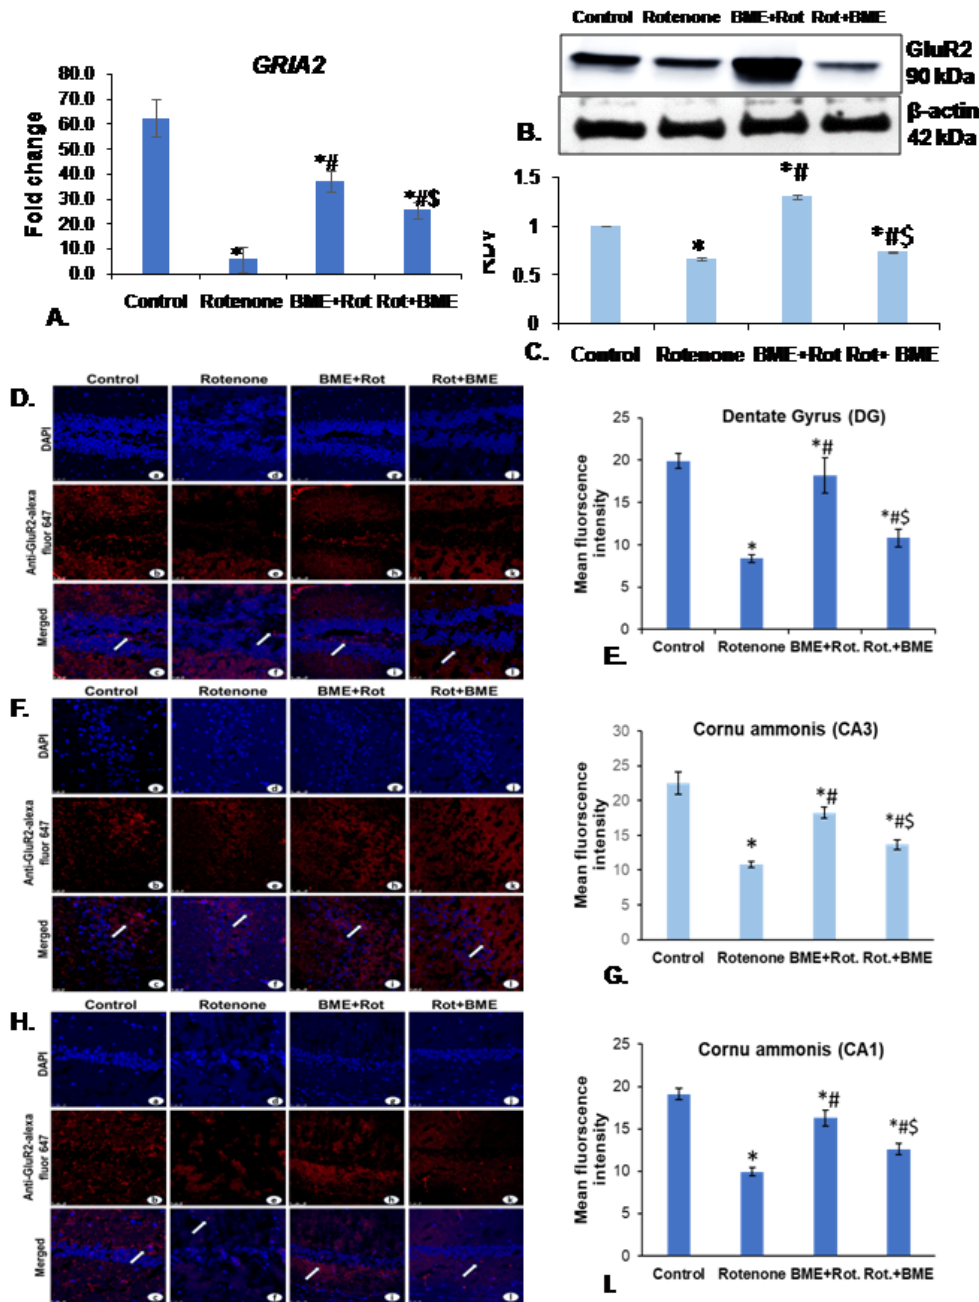 GRIA2
Fold change
80.0
70.0
60.0
50.0
40.0
30.0
20.0
10.0
0.0
*
*#
*#$
Control Rotenone BME+Rot Rot+BME
A.
Control Rotenone BME+Rot Rot+BME
GluR2
90 kDa
β-actin
42 kDa
B.
1.5
1
0.5
0
*
*#
*#$
Control Rotenone BME+Rot Rot+ BME
C.
D.
Control Rotenone BME+Rot Rot+BME
DAPI
a d g j
Anti-GluR2-alexa
fluor 647
b e h k
Merged
c f i l
Dentate Gyrus (DG)
Mean fluorescence
intensity
25
20
15
10
5
0
*
*#
*#$
Control Rotenone BME+Rot. Rot.+BME
E.
F.
Control Rotenone BME+Rot Rot+BME
DAPI
a d g j
Anti-GluR2-alexa
fluor 647
b e h k
Merged
c f i l
Cornu ammonis (CA3)
Mean fluorescence
intensity
30
25
20
15
10
5
0
*
*#
*#$
Control Rotenone BME+Rot. Rot.+BME
G.
H.
Control Rotenone BME+Rot Rot+BME
DAPI
a d g j
Anti-GluR2-alexa
fluor 647
b e h k
Merged
c f i l
Cornu ammonis (CA1)
Mean fluorescence
intensity
25
20
15
10
5
0
*
*#
*#$
Control Rotenone BME+Rot. Rot.+BME
I.